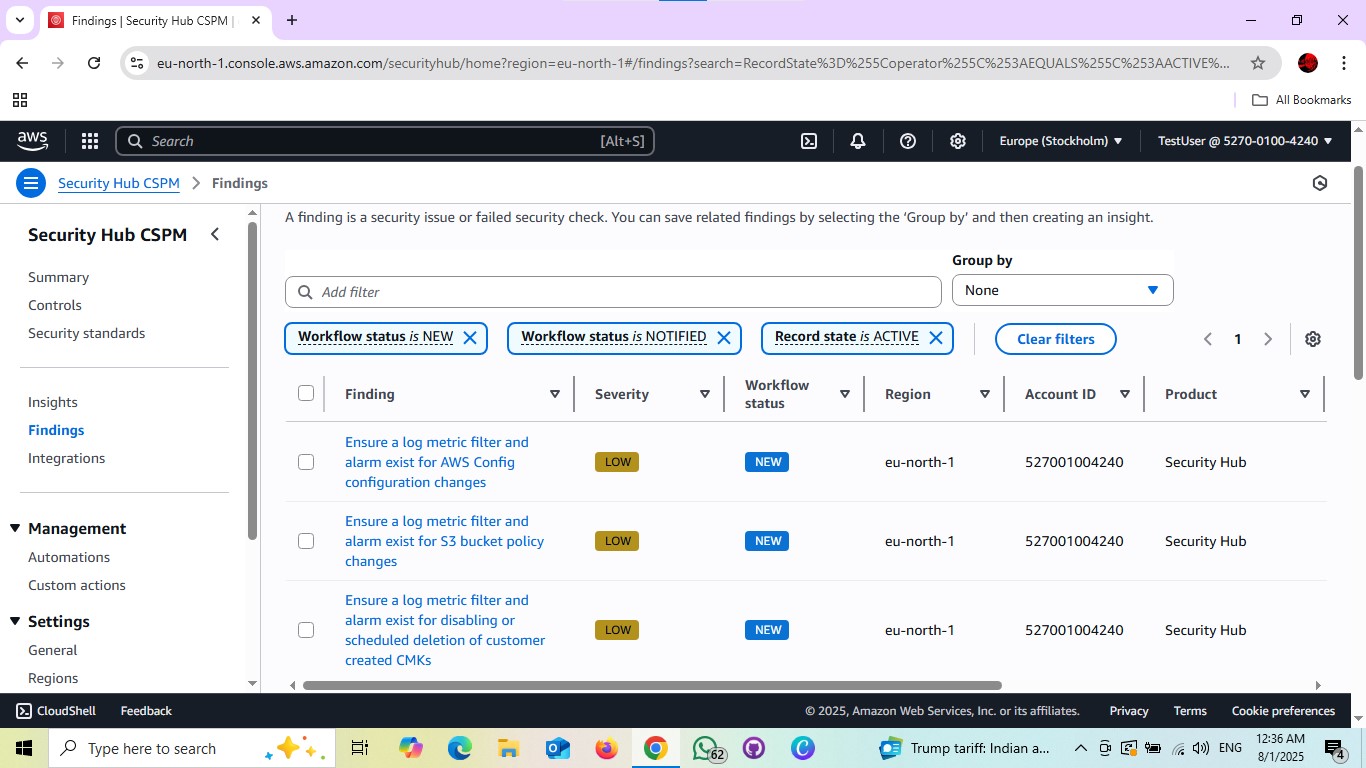 Findings | Security Hub CSPM |
eu-north-1.console.aws.amazon.com/securityhub/home?region=eu-north-1#/findings?search=RecordState%3D%255Coperator%255C%253AEQUALS%255C%253AACTIVE%...
All Bookmarks
aws
Search
[Alt+S]
Europe (Stockholm)
TestUser @ 5270-0100-4240
Security Hub CSPM
Findings
Security Hub CSPM
Summary
Controls
Security standards
Insights
Findings
Integrations
Management
Automations
Custom actions
Settings
General
Regions
A finding is a security issue or failed security check. You can save related findings by selecting the ‘Group by’ and then creating an insight.
Group by
Add filter
None
Workflow status is NEW
Workflow status is NOTIFIED
Record state is ACTIVE
Clear filters
1
Finding
Severity
Workflow
status
Region
Account ID
Product
Ensure a log metric filter and
alarm exist for AWS Config
configuration changes
LOW
NEW
eu-north-1
527001004240
Security Hub
Ensure a log metric filter and
alarm exist for S3 bucket policy
changes
LOW
NEW
eu-north-1
527001004240
Security Hub
Ensure a log metric filter and
alarm exist for disabling or
scheduled deletion of customer
created CMKs
LOW
NEW
eu-north-1
527001004240
Security Hub
CloudShell
Feedback
© 2025, Amazon Web Services, Inc. or its affiliates.
Privacy
Terms
Cookie preferences
Type here to search
62
Trump tariff: Indian a...
ENG
12:36 AM
8/1/2025
4